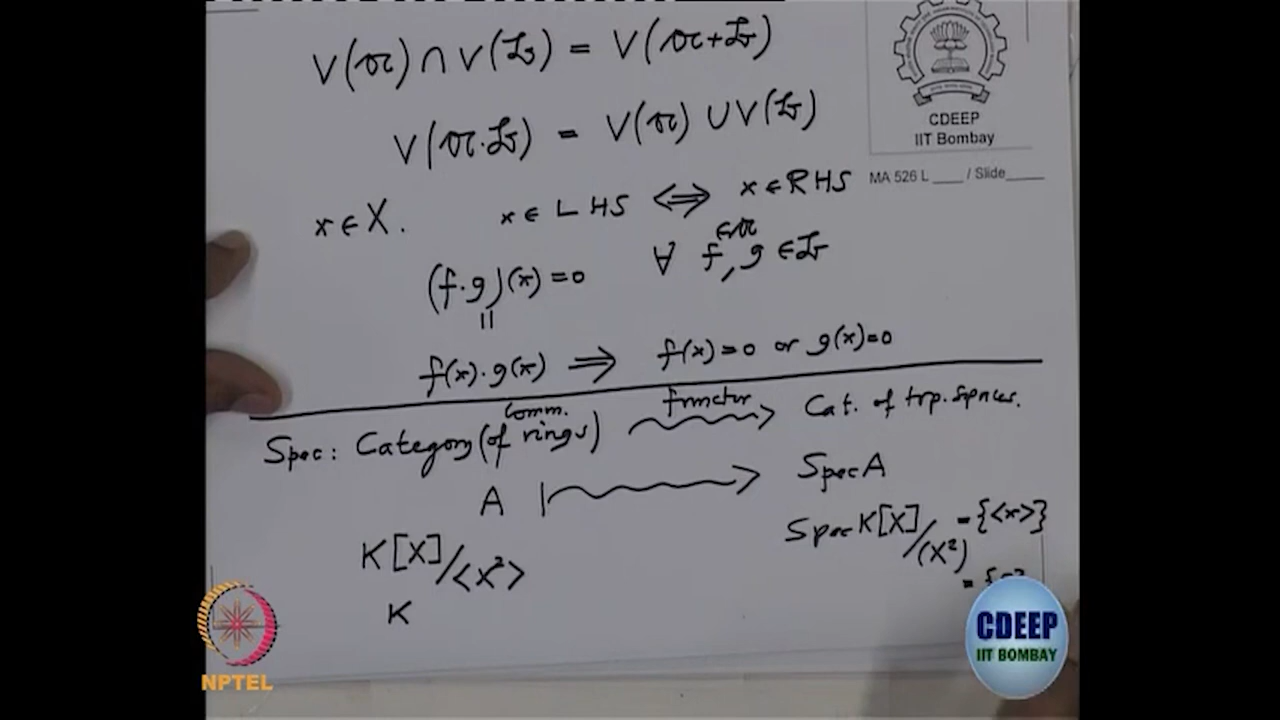 V(𝔞) ∩ V(𝔟) = V(𝔞+𝔟)
V(𝔞·𝔟) = V(𝔞) ∪ V(𝔟)
x ∈ X. x ∈ LHS ⟺ x ∈ RHS
(f·g)(x) = 0 ∀ f, g ∈ 𝔟
∈𝔞
||
f(x)·g(x) ⟹ f(x)=0 or g(x)=0
Spec: Category (of comm. rings) functor Cat. of top. spaces.
A ↦ Spec A
K[X]/<X²> Spec K[X]/(X²) = {<x>}
K
CDEEP
IIT Bombay
MA 526 L ____ / Slide____
NPTEL
CDEEP
IIT BOMBAY